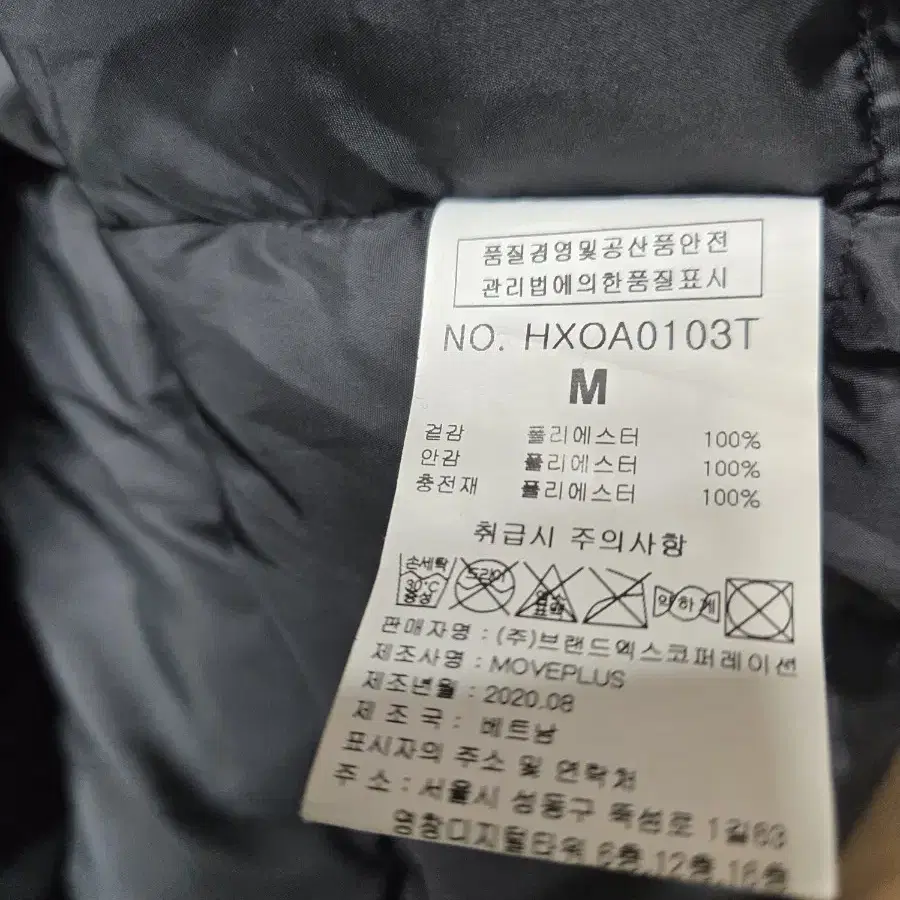 품질경영및공산품안전
관리법에의한품질표시
NO. HXOA0103T
M
겉감 폴리에스터 100%
안감 폴리에스터 100%
충전재 폴리에스터 100%
취급시 주의사항
손세탁 30℃ 중성 드라이 염소 표백 약하게
판매자명 : (주)브랜드엑스코퍼레이션
제조사명 : MOVEPLUS
제조년월 : 2020.08
제 조 국 : 베트남
표시자의 주소 및 연락처
주 소 : 서울시 성동구 뚝섬로 1길63
영창디지털타워 6층,12층,16층